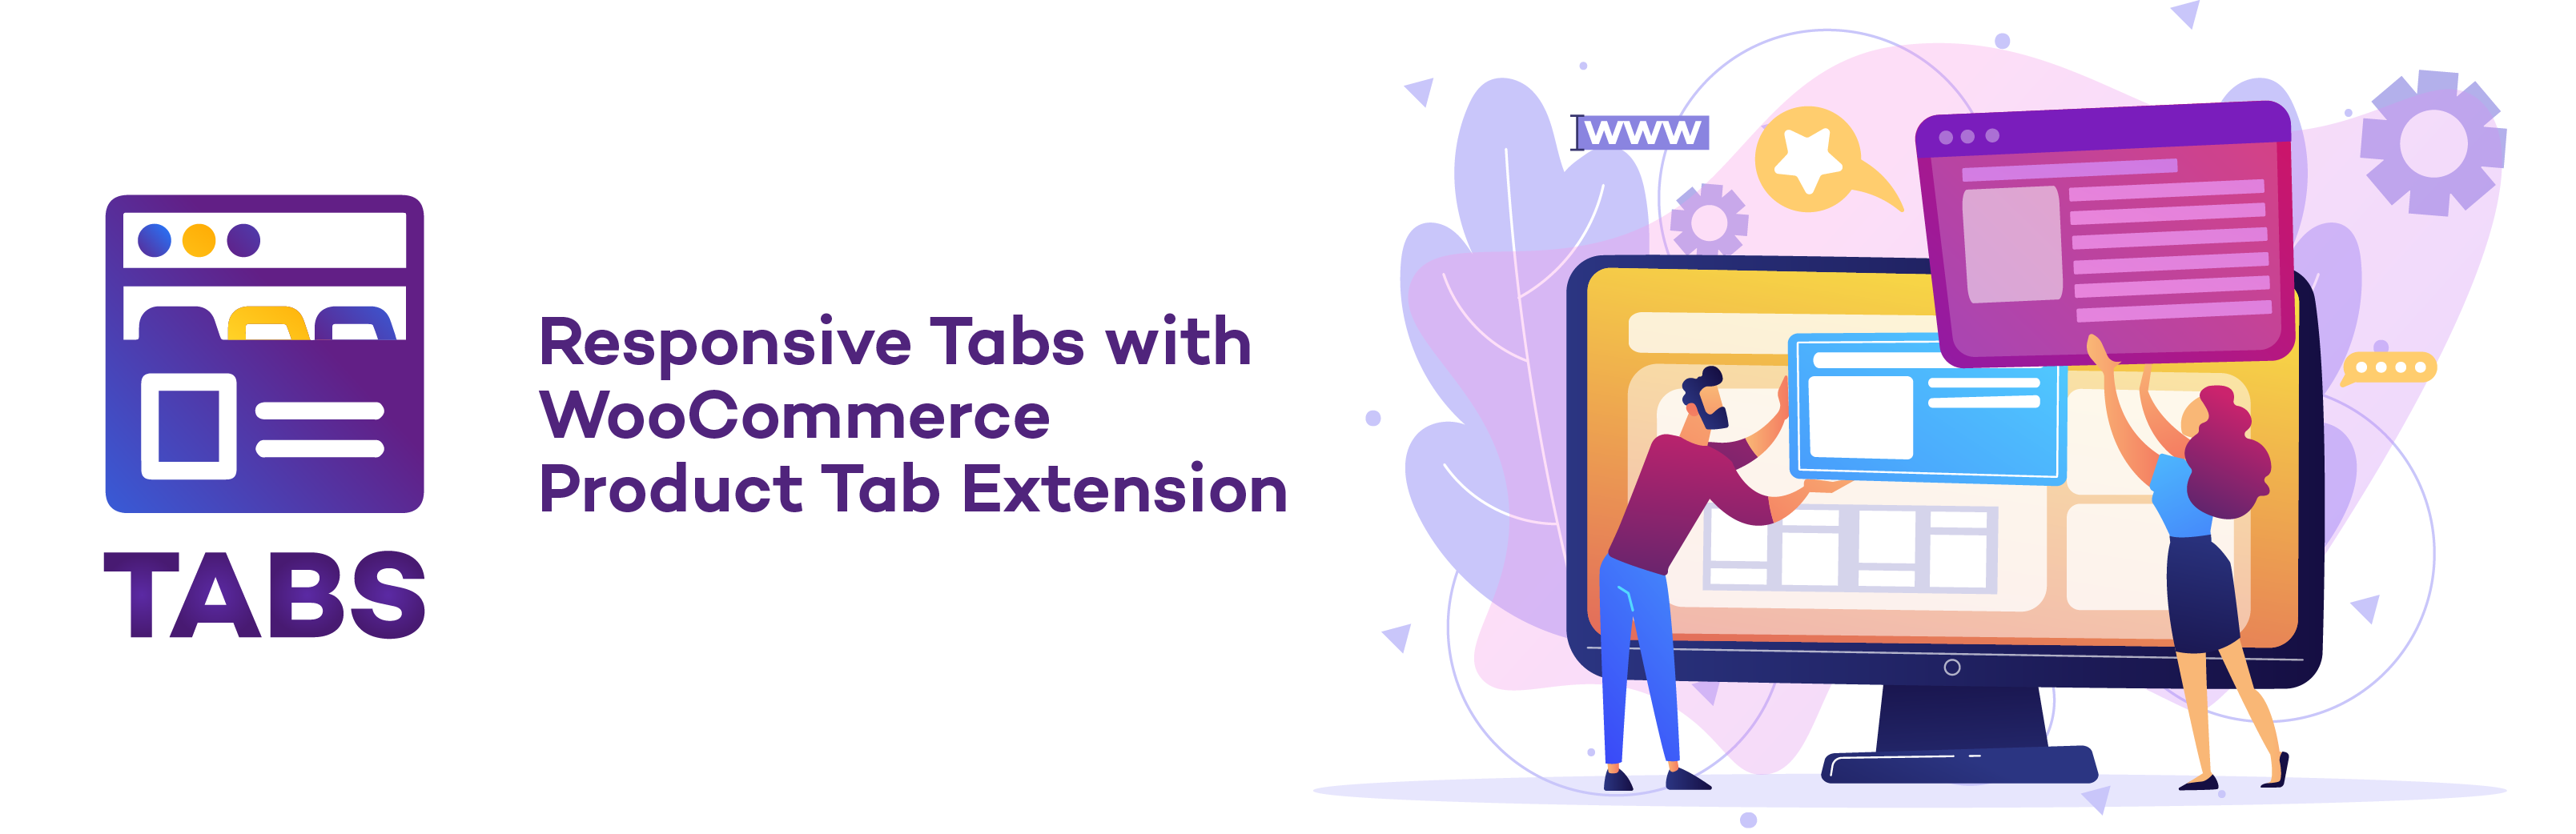 TABS
Responsive Tabs with
WooCommerce
Product Tab Extension
WWW